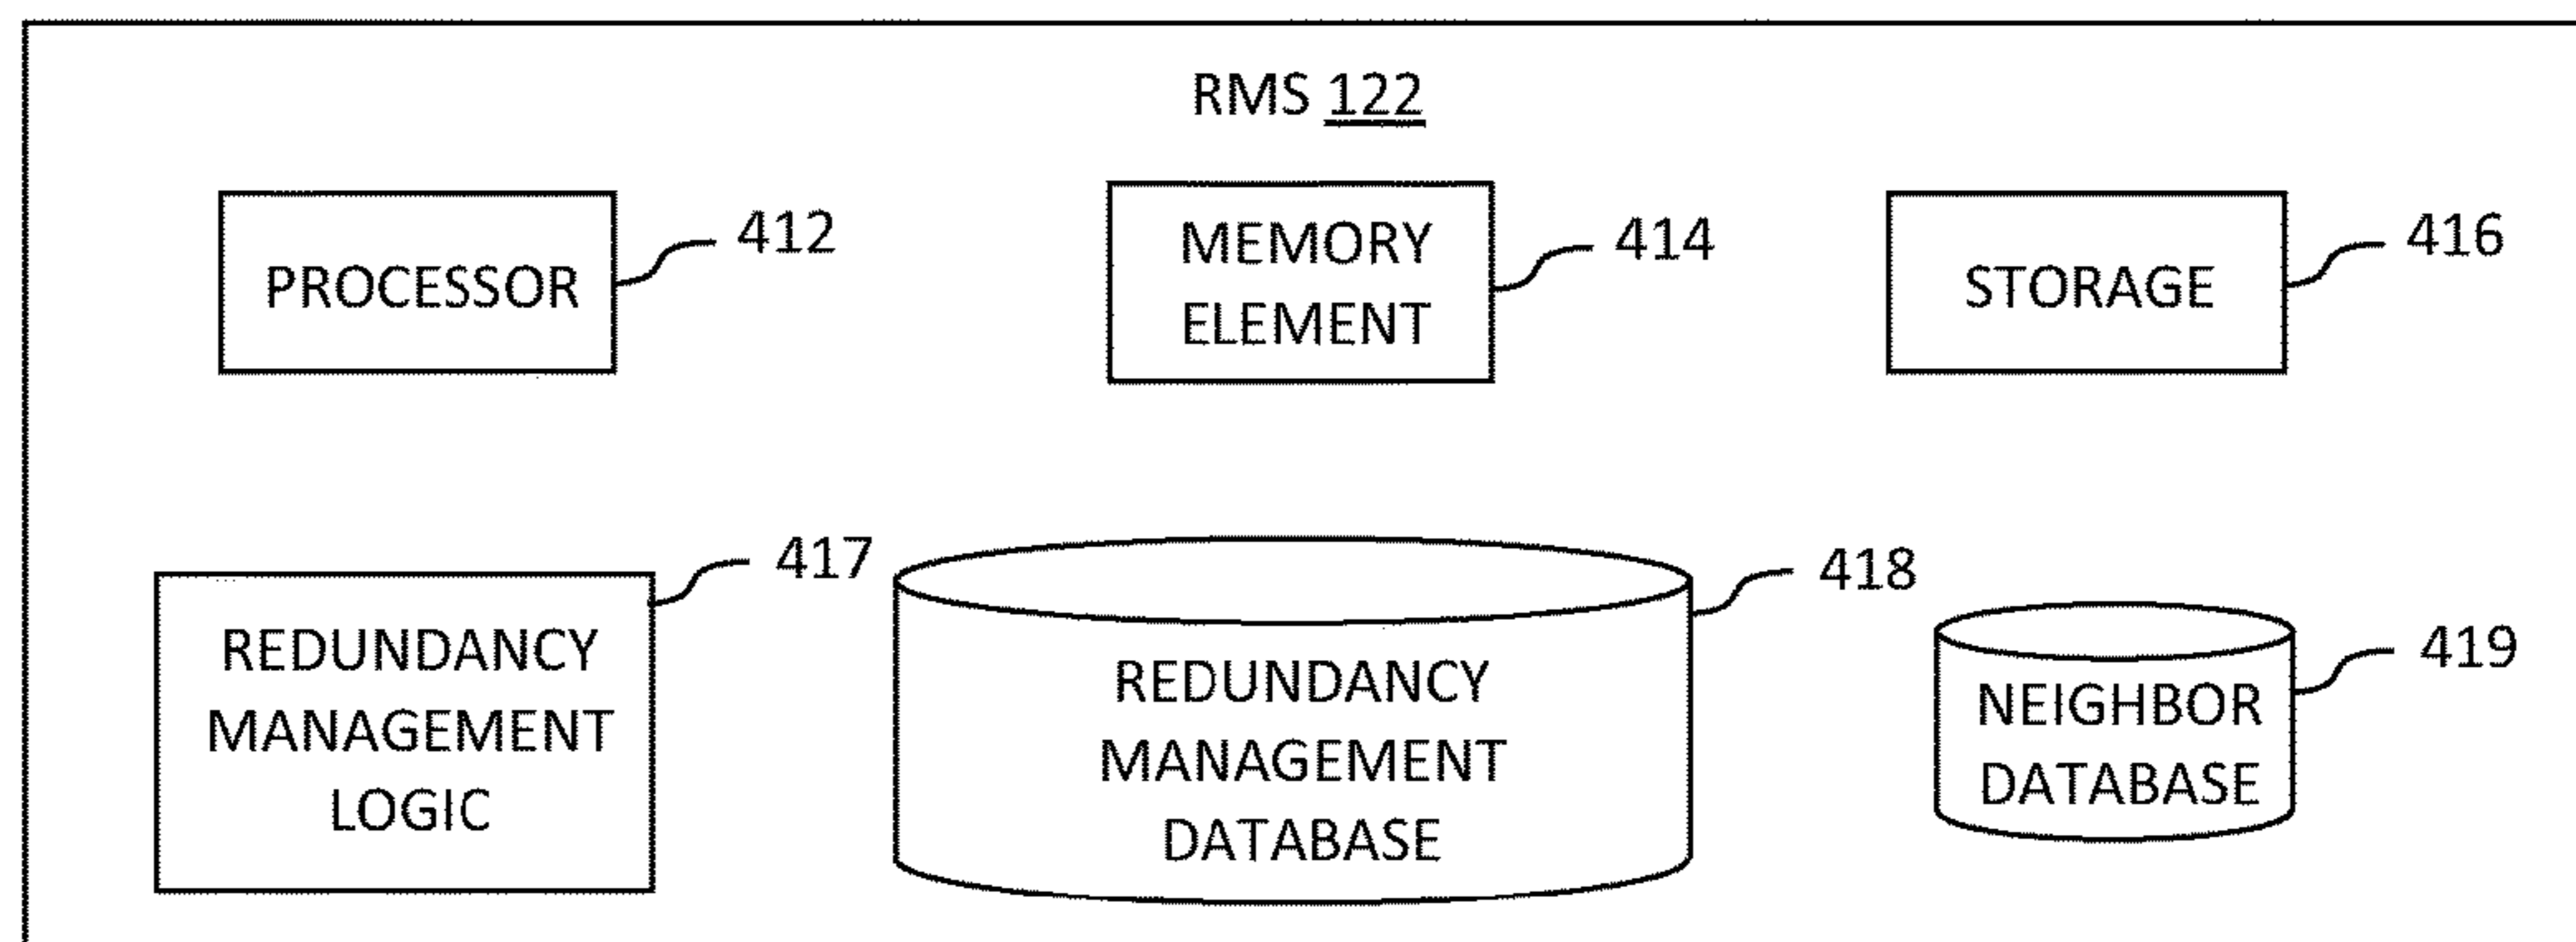 RMS 122
PROCESSOR
412
MEMORY
ELEMENT
414
STORAGE
416
REDUNDANCY
MANAGEMENT
LOGIC
417
REDUNDANCY
MANAGEMENT
DATABASE
418
NEIGHBOR
DATABASE
419